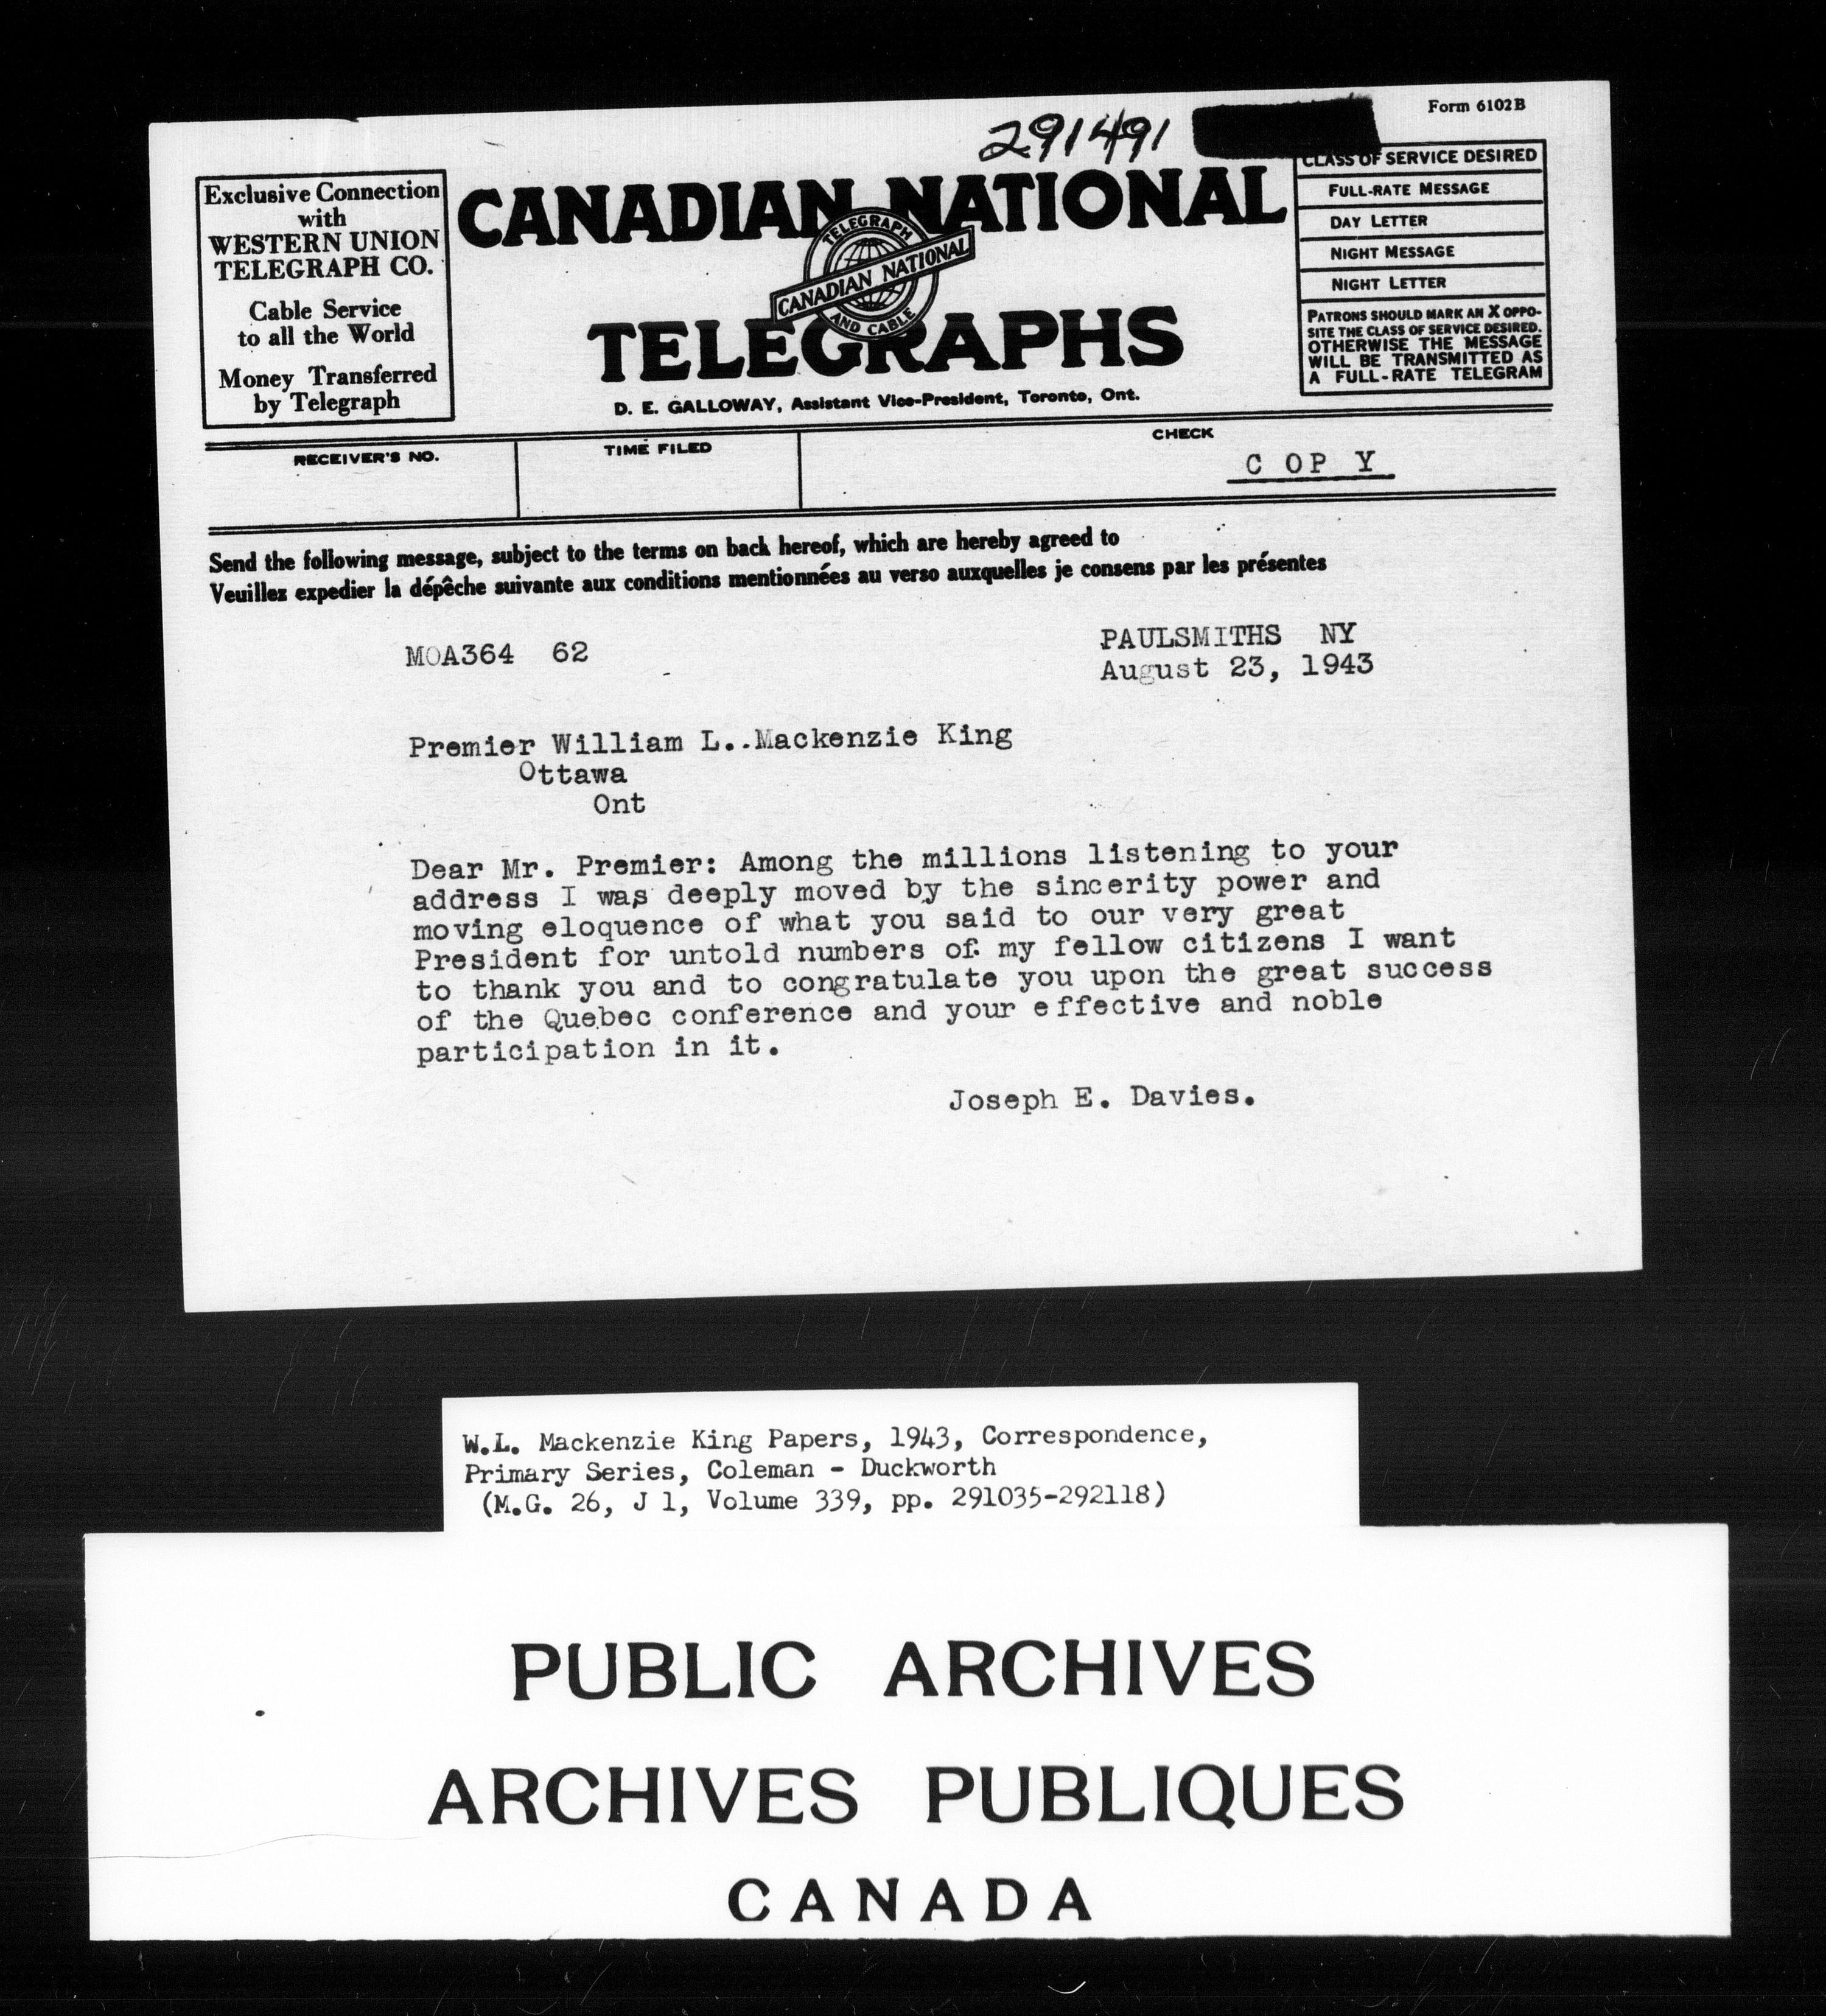 291491
Form 6102B
Exclusive Connection
with
WESTERN UNION
TELEGRAPH CO.
Cable Service
to all the World
Money Transferred
by Telegraph
CANADIAN NATIONAL
TELEGRAPH
CANADIAN NATIONAL
AND CABLE
TELEGRAPHS
D. E. GALLOWAY, Assistant Vice-President, Toronto, Ont.
CLASS OF SERVICE DESIRED
FULL-RATE MESSAGE
DAY LETTER
NIGHT MESSAGE
NIGHT LETTER
PATRONS SHOULD MARK AN X OPPO-
SITE THE CLASS OF SERVICE DESIRED.
OTHERWISE THE MESSAGE
WILL BE TRANSMITTED AS
A FULL-RATE TELEGRAM
RECEIVER'S NO.
TIME FILED
CHECK
C OP Y
Send the following message, subject to the terms on back hereof, which are hereby agreed to
Veuillez expedier la dépêche suivante aux conditions mentionnées au verso auxquelles je consens par les présentes
MOA364 62
PAULSMITHS NY
August 23, 1943
Premier William L..Mackenzie King
Ottawa
Ont
Dear Mr. Premier: Among the millions listening to your
address I was deeply moved by the sincerity power and
moving eloquence of what you said to our very great
President for untold numbers of my fellow citizens I want
to thank you and to congratulate you upon the great success
of the Quebec conference and your effective and noble
participation in it.
Joseph E. Davies.
W.L. Mackenzie King Papers, 1943, Correspondence,
Primary Series, Coleman - Duckworth
(M.G. 26, J 1, Volume 339, pp. 291035-292118)
PUBLIC ARCHIVES
ARCHIVES PUBLIQUES
CANADA